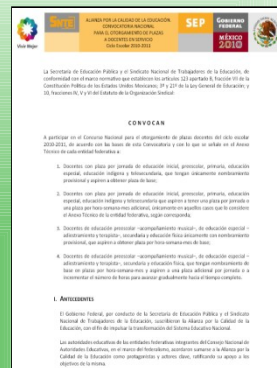 Vivir Mejor
SNTE
ALIANZA POR LA CALIDAD DE LA EDUCACIÓN
CONVOCATORIA NACIONAL
PARA EL OTORGAMIENTO DE PLAZAS
A DOCENTES EN SERVICIO
Ciclo Escolar 2010-2011
SEP
GOBIERNO FEDERAL
MÉXICO 2010
La Secretaría de Educación Pública y el Sindicato Nacional de Trabajadores de la Educación, de
conformidad con el marco normativo que establecen los artículos 123 apartado B, fracción VIII de la
Constitución Política de los Estados Unidos Mexicanos; 3º y 21º de la Ley General de Educación; y
10, fracciones IV, V y VI del Estatuto de la Organización Sindical:
CONVOCAN
A participar en el Concurso Nacional para el otorgamiento de plazas docentes del ciclo escolar
2010-2011, de acuerdo con las bases de esta Convocatoria y con lo que se señale en el Anexo
Técnico de cada entidad federativa a:
1. Docentes con plaza por jornada de educación inicial, preescolar, primaria, educación
especial, educación indígena y telesecundaria, que tengan únicamente nombramiento
provisional y aspiren a obtener plaza de base;
2. Docentes con plaza por jornada de educación inicial, preescolar, primaria, educación
especial, educación indígena y telesecundaria que aspiren a tener una plaza por jornada o
una plaza por hora-semana-mes adicional, únicamente en aquellos casos que lo considere
el Anexo Técnico de la entidad federativa, según corresponda;
3. Docentes de educación preescolar -acompañamiento musical-, de educación especial –
adiestramiento y terapista-, secundaria y educación física únicamente con nombramiento
provisional, que aspiren a obtener plaza por hora-semana-mes de base;
4. Docentes de educación preescolar -acompañamiento musical-, de educación especial –
adiestramiento y terapista-, secundaria y educación física, que tengan nombramiento de
base en plazas por hora-semana-mes y aspiren a una plaza adicional por jornada o a
incrementar el número de horas para avanzar gradualmente hacia el tiempo completo.
I. ANTECEDENTES
El Gobierno Federal, por conducto de la Secretaría de Educación Pública y el Sindicato
Nacional de Trabajadores de la Educación, suscribieron la Alianza por la Calidad de la
Educación, con el fin de impulsar la transformación del Sistema Educativo Nacional.
Las autoridades educativas de las entidades federativas integrantes del Consejo Nacional de
Autoridades Educativas, en el marco del federalismo, acordaron sumarse a la Alianza por la
Calidad de la Educación como protagonistas y actores clave, ratificando su apoyo a los
objetivos de la misma.